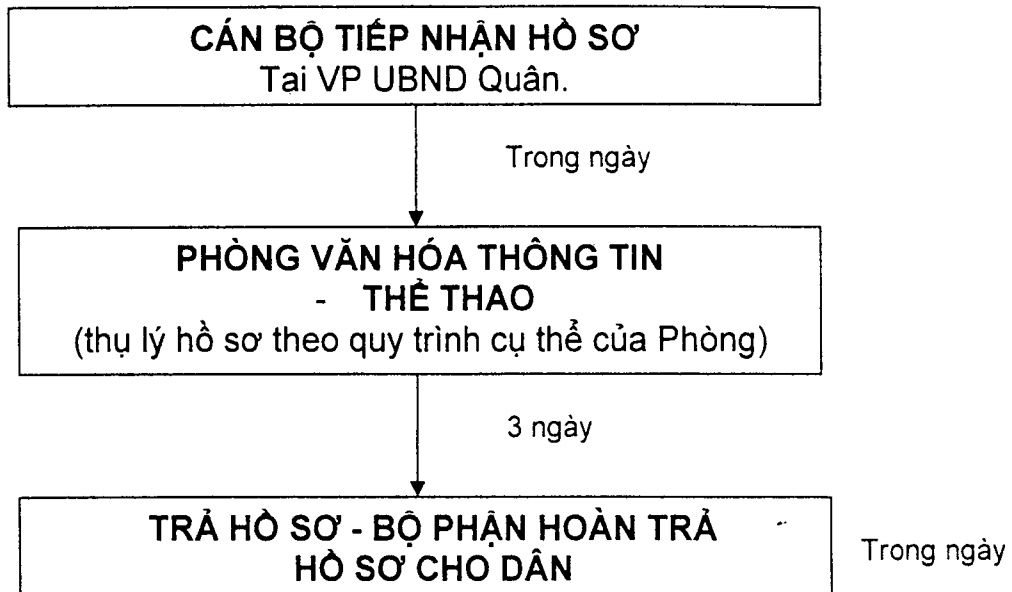 CÁN BỘ TIẾP NHẬN HỒ SƠ
Tai VP UBND Quân.
Trong ngày
PHÒNG VĂN HÓA THÔNG TIN
- THỂ THAO
(thụ lý hồ sơ theo quy trình cụ thể của Phòng)
3 ngày
TRẢ HỒ SƠ - BỘ PHẬN HOÀN TRẢ
HỒ SƠ CHO DÂN
Trong ngày